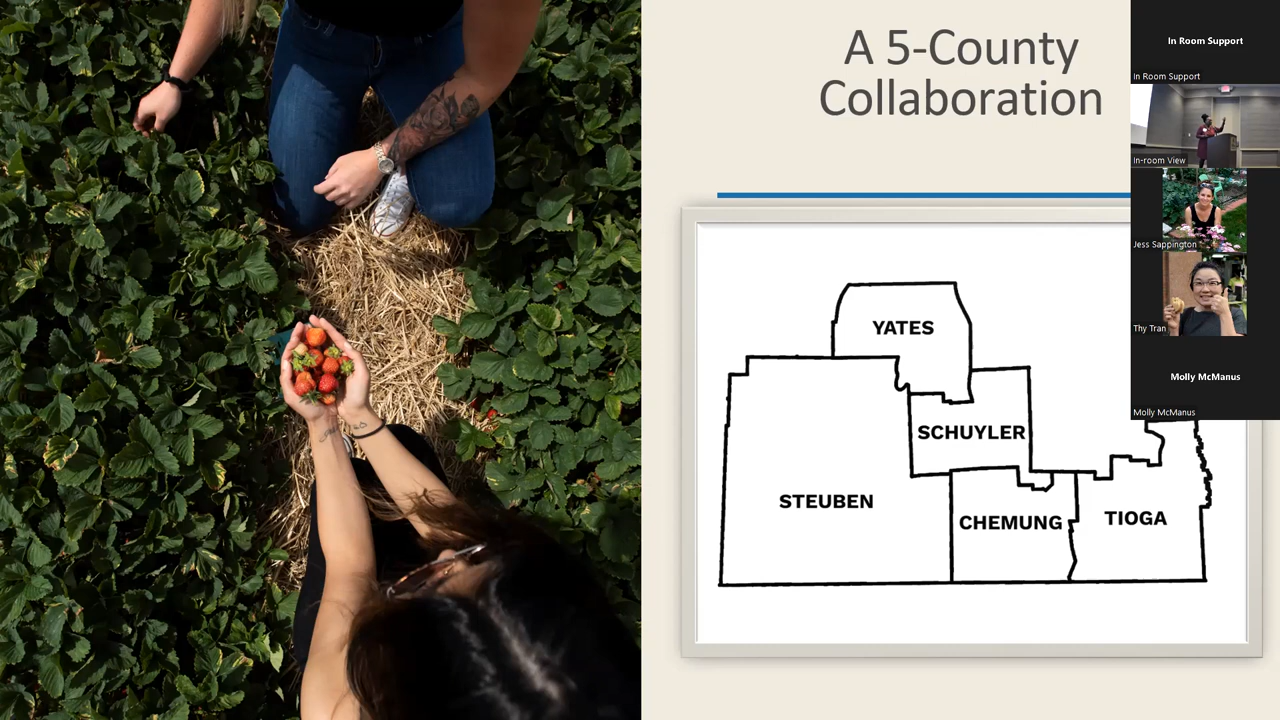 A 5-County
Collaboration
YATES
SCHUYLER
STEUBEN
CHEMUNG
TIOGA
In Room Support
In Room Support
In-room View
Jess Sappington
Thy Tran
Molly McManus
Molly McManus